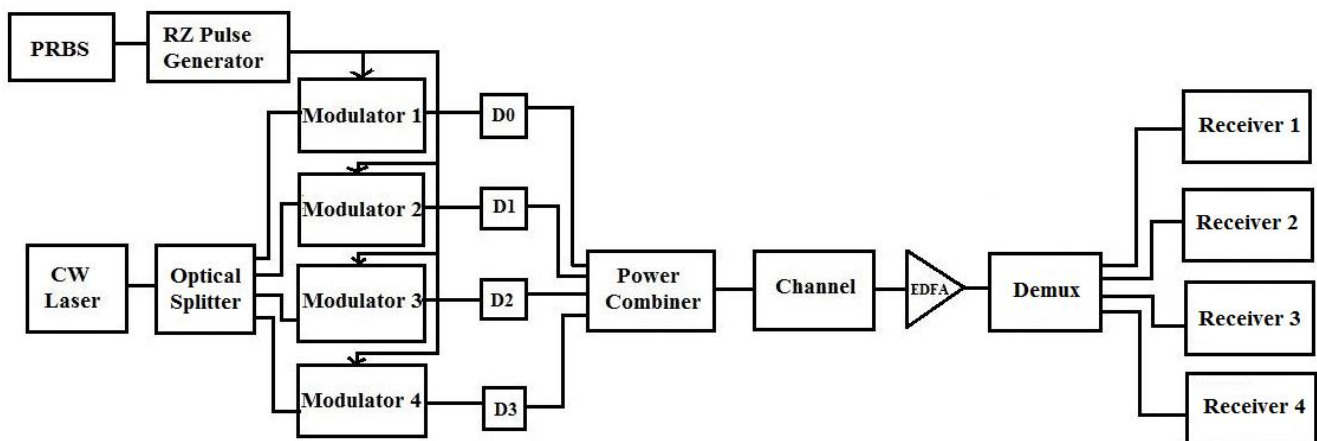 PRBS
RZ Pulse
Generator
Modulator 1
D0
Receiver 1
Modulator 2
D1
Receiver 2
CW
Laser
Optical
Splitter
Modulator 3
D2
Power
Combiner
Channel
EDFA
Demux
Receiver 3
Modulator 4
D3
Receiver 4